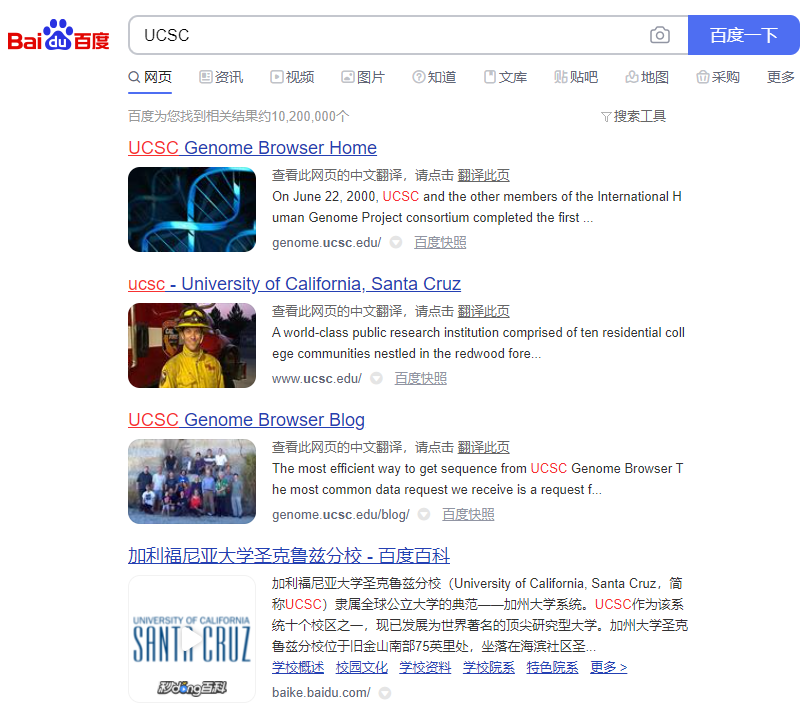 Bai du 百度 UCSC 百度一下
网页 资讯 视频 图片 知道 文库 贴吧 地图 采购 更多
百度为您找到相关结果约10,200,000个 搜索工具
UCSC Genome Browser Home
查看此网页的中文翻译，请点击 翻译此页
On June 22, 2000, UCSC and the other members of the International H
uman Genome Project consortium completed the first ...
genome.ucsc.edu/ 百度快照
ucsc - University of California, Santa Cruz
查看此网页的中文翻译，请点击 翻译此页
A world-class public research institution comprised of ten residential coll
ege communities nestled in the redwood fore...
www.ucsc.edu/ 百度快照
UCSC Genome Browser Blog
查看此网页的中文翻译，请点击 翻译此页
The most efficient way to get sequence from UCSC Genome Browser T
he most common data request we receive is a request f...
genome.ucsc.edu/blog/ 百度快照
加利福尼亚大学圣克鲁兹分校 - 百度百科
UNIVERSITY OF CALIFORNIA
SANTA CRUZ
秒dong百科
加利福尼亚大学圣克鲁兹分校（University of California, Santa Cruz，简
称UCSC）隶属全球公立大学的典范——加州大学系统。UCSC作为该系
统十个校区之一，现已发展为世界著名的顶尖研究型大学。加州大学圣克
鲁兹分校位于旧金山南部75英里处，坐落在海滨社区圣...
学校概述 校园文化 学校资料 学校院系 特色院系 更多 >
baike.baidu.com/